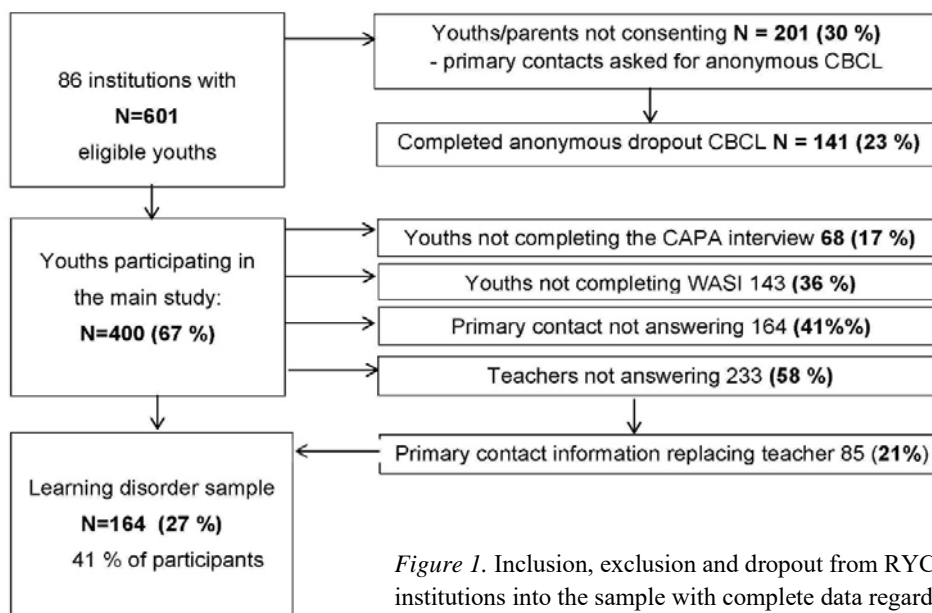 86 institutions with
N=601
eligible youths
Youths/parents not consenting N = 201 (30 %)
- primary contacts asked for anonymous CBCL
Completed anonymous dropout CBCL N = 141 (23 %)
Youths participating in
the main study:
N=400 (67 %)
Youths not completing the CAPA interview 68 (17 %)
Youths not completing WASI 143 (36 %)
Primary contact not answering 164 (41%%)
Teachers not answering 233 (58 %)
Primary contact information replacing teacher 85 (21%)
Learning disorder sample
N=164 (27 %)
41 % of participants
Figure 1. Inclusion, exclusion and dropout from RYC
institutions into the sample with complete data regard